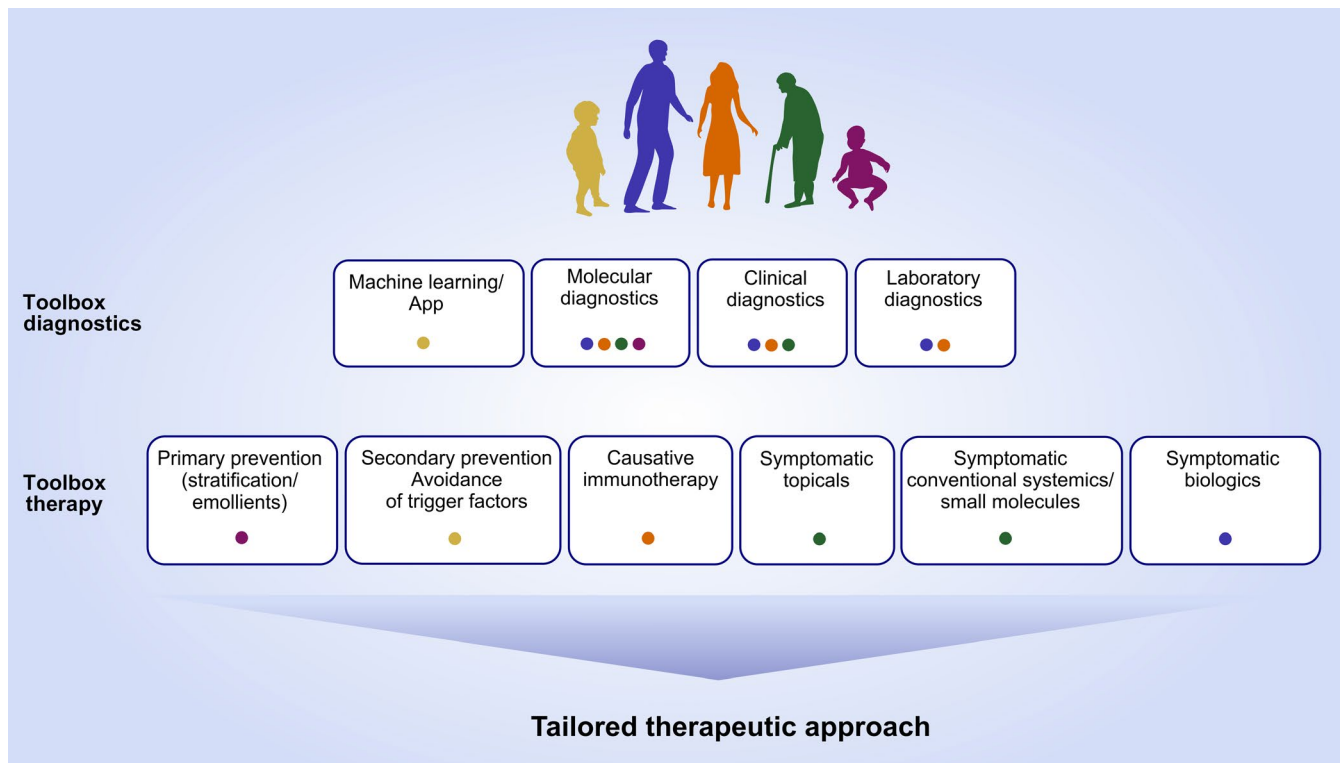 Toolbox
diagnostics
Machine learning/
App
Molecular
diagnostics
Clinical
diagnostics
Laboratory
diagnostics
Toolbox
therapy
Primary prevention
(stratification/
emollients)
Secondary prevention
Avoidance
of trigger factors
Causative
immunotherapy
Symptomatic
topicals
Symptomatic
conventional systemics/
small molecules
Symptomatic
biologics
Tailored therapeutic approach